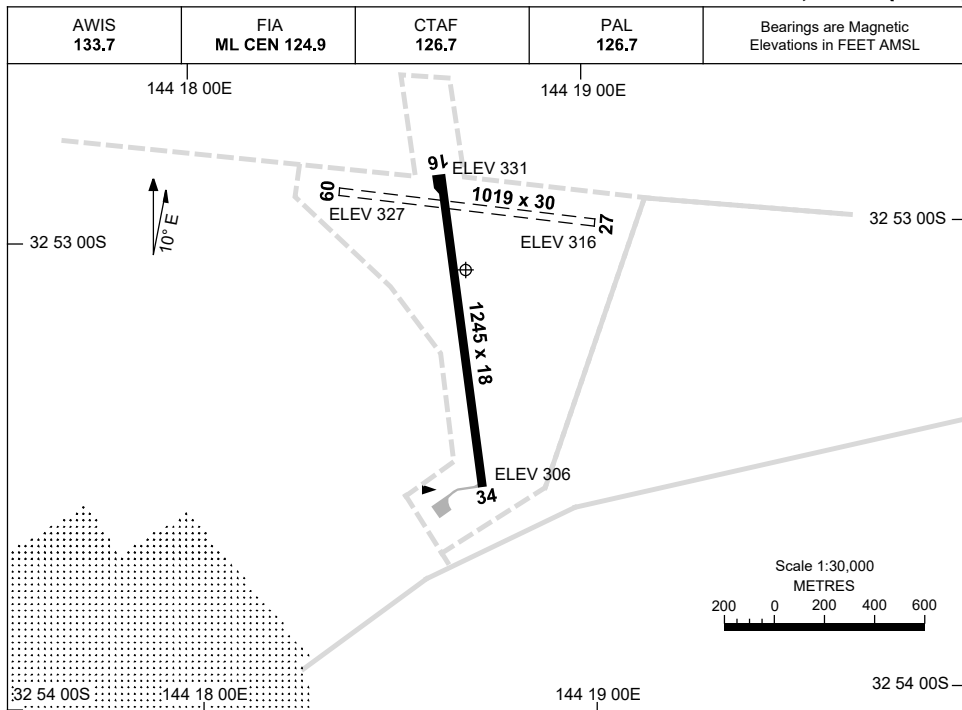 AWIS
133.7
FIA
ML CEN 124.9
CTAF
126.7
PAL
126.7
Bearings are Magnetic
Elevations in FEET AMSL
144 18 00E
144 19 00E
16
ELEV 331
09
1019 x 30
ELEV 327
27
ELEV 316
32 53 00S
32 53 00S
10° E
1245 x 18
ELEV 306
34
Scale 1:30,000
METRES
200 0 200 400 600
32 54 00S
144 18 00E
144 19 00E
32 54 00S